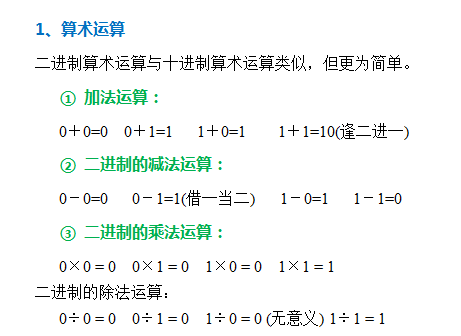 1、算术运算
二进制算术运算与十进制算术运算类似，但更为简单。
① 加法运算：
0＋0=0 0＋1=1 1＋0=1 1＋1=10(逢二进一)
② 二进制的减法运算：
0－0=0 0－1=1(借一当二) 1－0=1 1－1=0
③ 二进制的乘法运算：
0×0 = 0 0×1 = 0 1×0 = 0 1×1 = 1
二进制的除法运算：
0÷0 = 0 0÷1 = 0 1÷0 = 0 (无意义) 1÷1 = 1